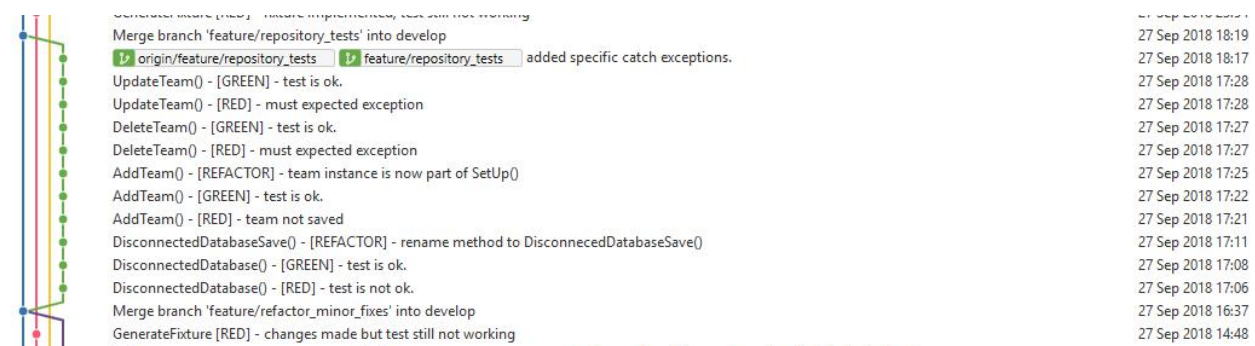 Merge branch 'feature/repository_tests' into develop 27 Sep 2018 18:19
origin/feature/repository_tests feature/repository_tests added specific catch exceptions. 27 Sep 2018 18:17
UpdateTeam() - [GREEN] - test is ok. 27 Sep 2018 17:28
UpdateTeam() - [RED] - must expected exception 27 Sep 2018 17:28
DeleteTeam() - [GREEN] - test is ok. 27 Sep 2018 17:27
DeleteTeam() - [RED] - must expected exception 27 Sep 2018 17:27
AddTeam() - [REFACTOR] - team instance is now part of SetUp() 27 Sep 2018 17:25
AddTeam() - [GREEN] - test is ok. 27 Sep 2018 17:22
AddTeam() - [RED] - team not saved 27 Sep 2018 17:21
DisconnectedDatabaseSave() - [REFACTOR] - rename method to DisconnecedDatabaseSave() 27 Sep 2018 17:11
DisconnectedDatabase() - [GREEN] - test is ok. 27 Sep 2018 17:08
DisconnectedDatabase() - [RED] - test is not ok. 27 Sep 2018 17:06
Merge branch 'feature/refactor_minor_fixes' into develop 27 Sep 2018 16:37
GenerateFixture [RED] - changes made but test still not working 27 Sep 2018 14:48